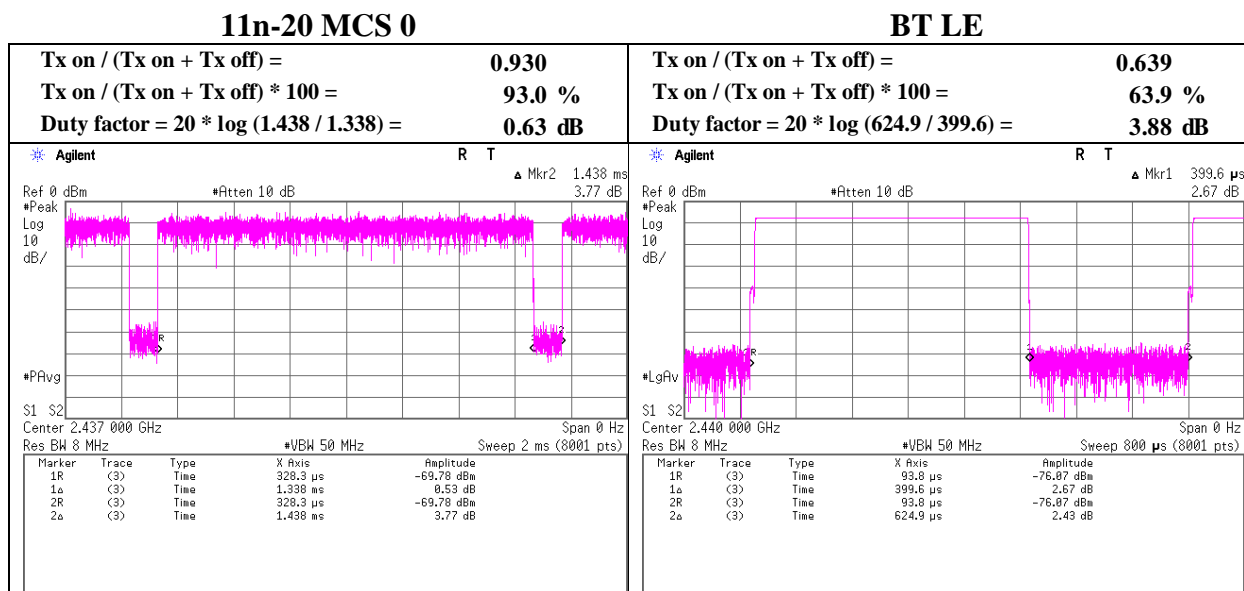 11n-20 MCS 0
Tx on / (Tx on + Tx off) = 0.930
Tx on / (Tx on + Tx off) * 100 = 93.0 %
Duty factor = 20 * log (1.438 / 1.338) = 0.63 dB
Agilent R T
Δ Mkr2 1.438 ms
Ref 0 dBm #Atten 10 dB 3.77 dB
#Peak
Log
10
dB/
R
1
2
#PAvg
S1 S2
Center 2.437 000 GHz Span 0 Hz
Res BW 8 MHz #VBW 50 MHz Sweep 2 ms (8001 pts)
Marker Trace Type X Axis Amplitude
1R (3) Time 328.3 µs -69.78 dBm
1Δ (3) Time 1.338 ms 0.53 dB
2R (3) Time 328.3 µs -69.78 dBm
2Δ (3) Time 1.438 ms 3.77 dB
BT LE
Tx on / (Tx on + Tx off) = 0.639
Tx on / (Tx on + Tx off) * 100 = 63.9 %
Duty factor = 20 * log (624.9 / 399.6) = 3.88 dB
Agilent R T
Δ Mkr1 399.6 µs
Ref 0 dBm #Atten 10 dB 2.67 dB
#Peak
Log
10
dB/
R
1
2
#LgAv
S1 S2
Center 2.440 000 GHz Span 0 Hz
Res BW 8 MHz #VBW 50 MHz Sweep 800 µs (8001 pts)
Marker Trace Type X Axis Amplitude
1R (3) Time 93.8 µs -76.07 dBm
1Δ (3) Time 399.6 µs 2.67 dB
2R (3) Time 93.8 µs -76.07 dBm
2Δ (3) Time 624.9 µs 2.43 dB